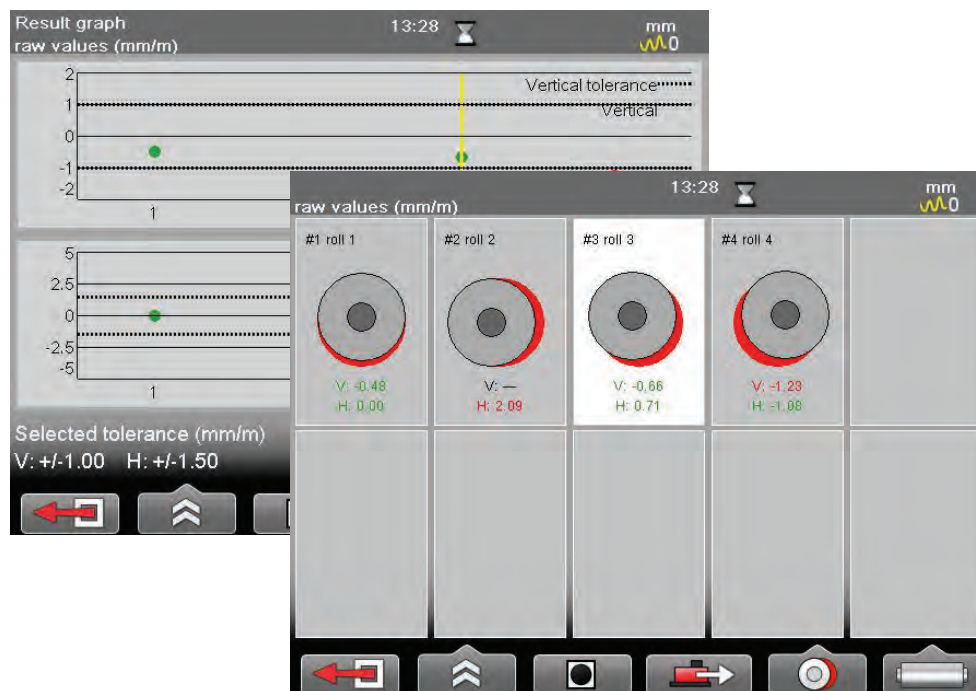 Result graph
13:28
mm
raw values (mm/m)
0
2
Vertical tolerance
1
Vertical
0
-1
-2
1
5
2.5
0
-2.5
-5
1
Selected tolerance (mm/m)
V: +/-1.00 H: +/-1.50
13:28
mm
raw values (mm/m)
0
#1 roll 1
#2 roll 2
#3 roll 3
#4 roll 4
V: -0.48
V: —
V: -0.66
V: -1.23
H: 0.00
H: 2.09
H: 0.71
H: -1.08